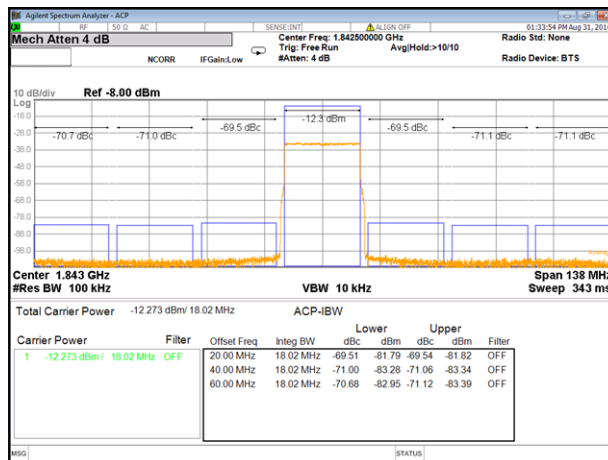 Agilent Spectrum Analyzer - ACP
RF 50 Ω AC SENSE:INT ALIGN OFF 01:33:54 PM Aug 31, 201
Mech Atten 4 dB
Center Freq: 1.842500000 GHz
Radio Std: None
Trig: Free Run Avg|Hold:>10/10
NCORR IFGain:Low #Atten: 4 dB Radio Device: BTS
10 dB/div Ref -8.00 dBm
Log
-18.0
-28.0
-38.0
-48.0
-58.0
-68.0
-78.0
-88.0
-98.0
-70.7 dBc -71.0 dBc -69.5 dBc -12.3 dBm -69.5 dBc -71.1 dBc -71.1 dBc
Center 1.843 GHz Span 138 MHz
#Res BW 100 kHz VBW 10 kHz Sweep 343 ms
Total Carrier Power -12.273 dBm/ 18.02 MHz ACP-IBW
Lower Upper
Carrier Power Filter Offset Freq Integ BW dBc dBm dBc dBm Filter
1 -12.273 dBm / 18.02 MHz OFF
20.00 MHz 18.02 MHz -69.51 -81.79 -69.54 -81.82 OFF
40.00 MHz 18.02 MHz -71.00 -83.28 -71.06 -83.34 OFF
60.00 MHz 18.02 MHz -70.68 -82.95 -71.12 -83.39 OFF
MSG STATUS